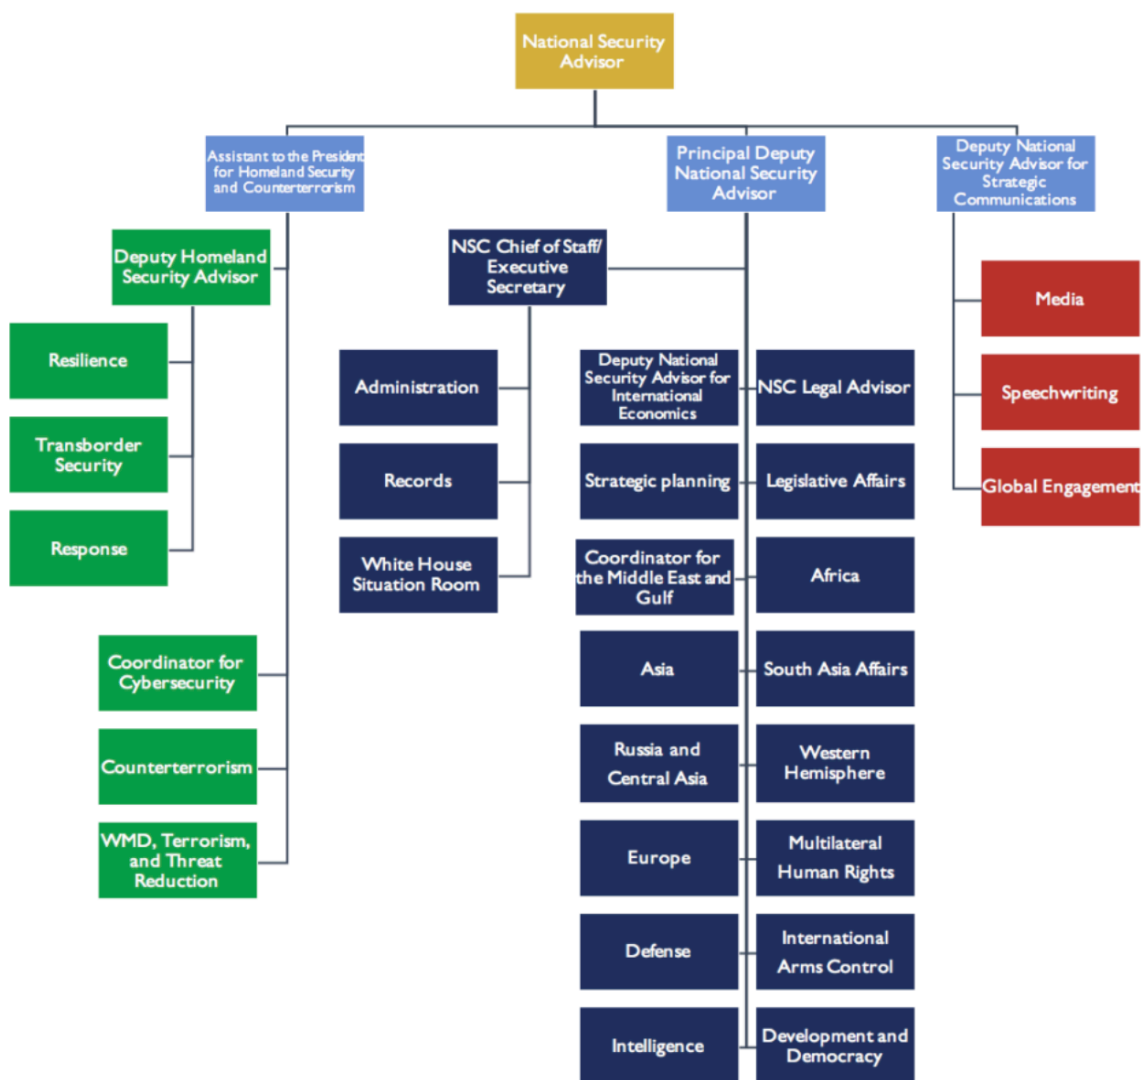 National Security
Advisor
Assistant to the President
for Homeland Security
and Counterterrorism
Principal Deputy
National Security
Advisor
Deputy National
Security Advisor for
Strategic
Communications
Deputy Homeland
Security Advisor
Resilience
Transborder
Security
Response
Coordinator for
Cybersecurity
Counterterrorism
WMD, Terrorism,
and Threat
Reduction
NSC Chief of Staff/
Executive
Secretary
Administration
Records
White House
Situation Room
Deputy National
Security Advisor for
International
Economics
NSC Legal Advisor
Strategic planning
Legislative Affairs
Coordinator for
the Middle East and
Gulf
Africa
Asia
South Asia Affairs
Russia and
Central Asia
Western
Hemisphere
Europe
Multilateral
Human Rights
Defense
International
Arms Control
Intelligence
Development and
Democracy
Media
Speechwriting
Global Engagement